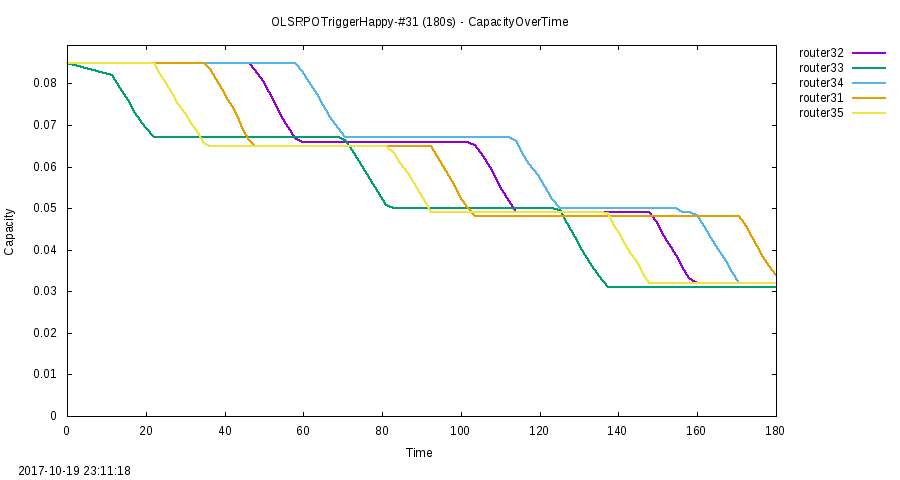 OLSRPOTriggerHappy-#31 (180s) - CapacityOverTime
router32
router33
router34
router31
router35
0.08
0.07
0.06
0.05
0.04
0.03
0.02
0.01
0
Capacity
0 20 40 60 80 100 120 140 160 180
Time
2017-10-19 23:11:18